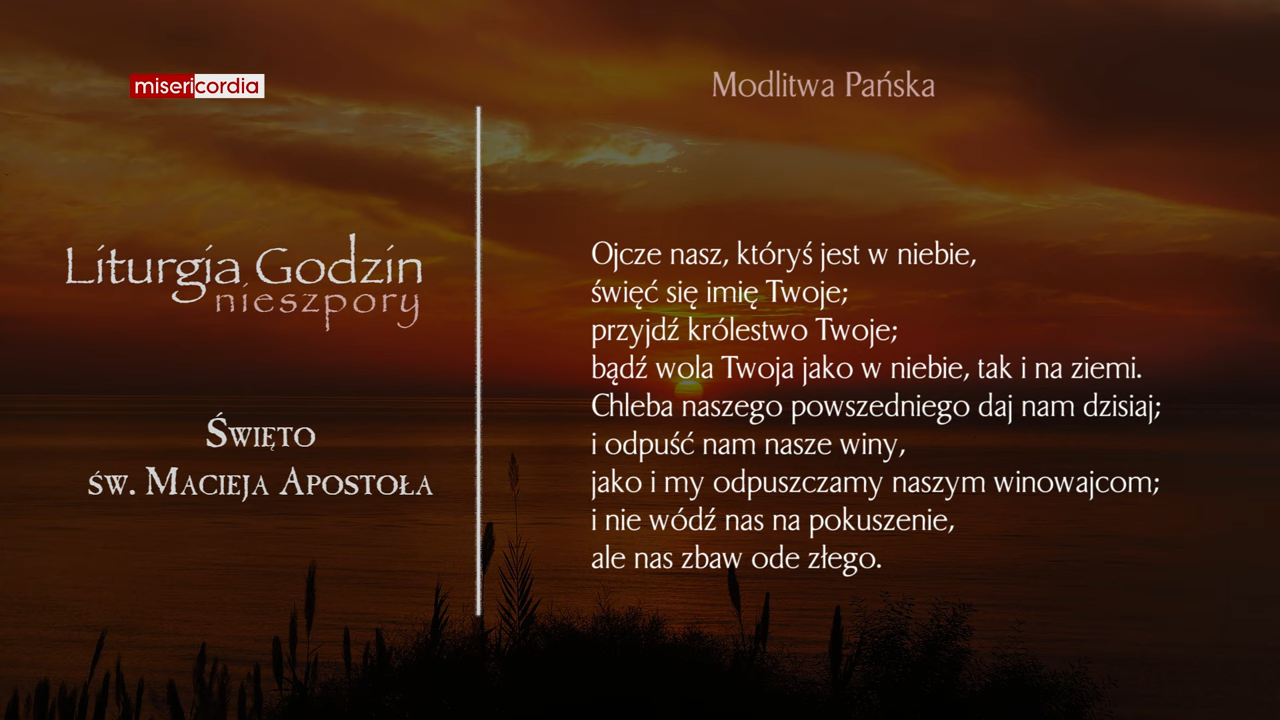 misericordia
Liturgia Godzin
nieszpory
Święto
św. Macieja Apostoła
Modlitwa Pańska
Ojcze nasz, któryś jest w niebie,
święć się imię Twoje;
przyjdź królestwo Twoje;
bądź wola Twoja jako w niebie, tak i na ziemi.
Chleba naszego powszedniego daj nam dzisiaj;
i odpuść nam nasze winy,
jako i my odpuszczamy naszym winowajcom;
i nie wódź nas na pokuszenie,
ale nas zbaw ode złego.